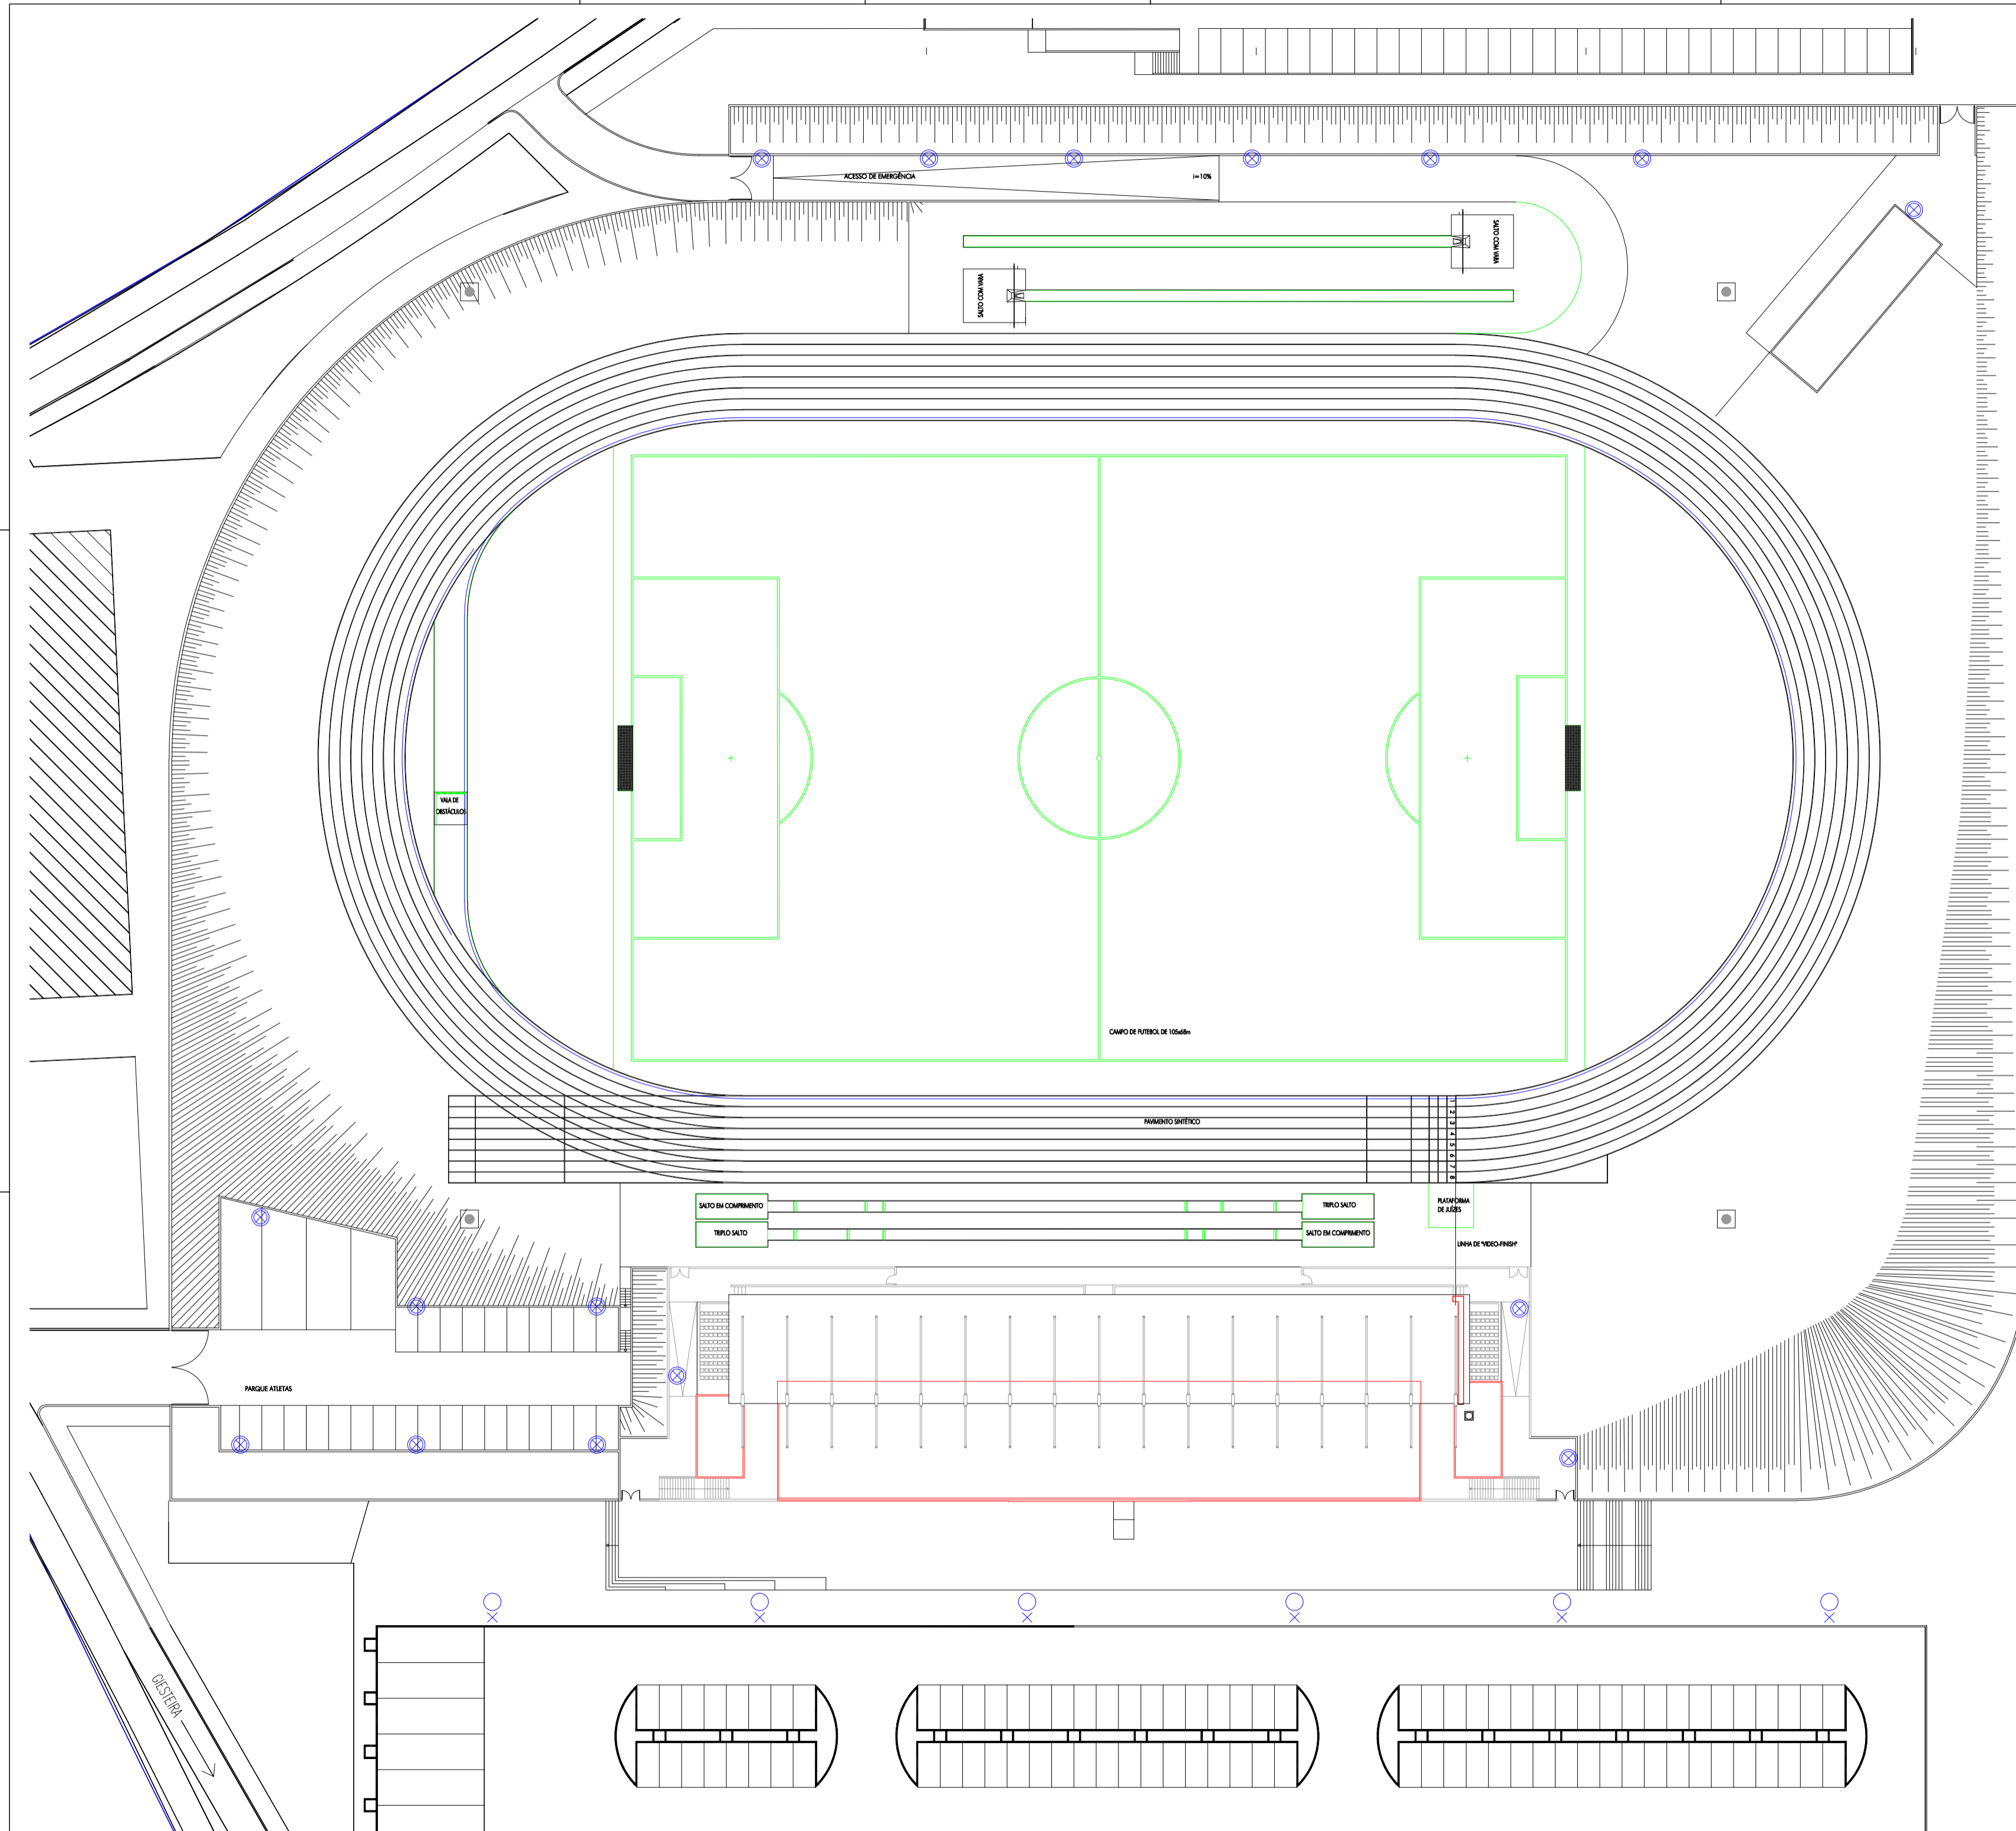 ACESSO DE EMERGÊNCIA
i=10%
SALTO COM VARA
SALTO COM VARA
VALA DE
OBSTÁCULOS
CAMPO DE FUTEBOL DE 105x68m
PAVIMENTO SINTÉTICO
1
2
3
4
5
6
7
8
SALTO EM COMPRIMENTO
TRIPLO SALTO
PLATAFORMA
DE JUÍZES
TRIPLO SALTO
SALTO EM COMPRIMENTO
LINHA DE "VIDEO-FINISH"
PARQUE ATLETAS
GIESTEIRA